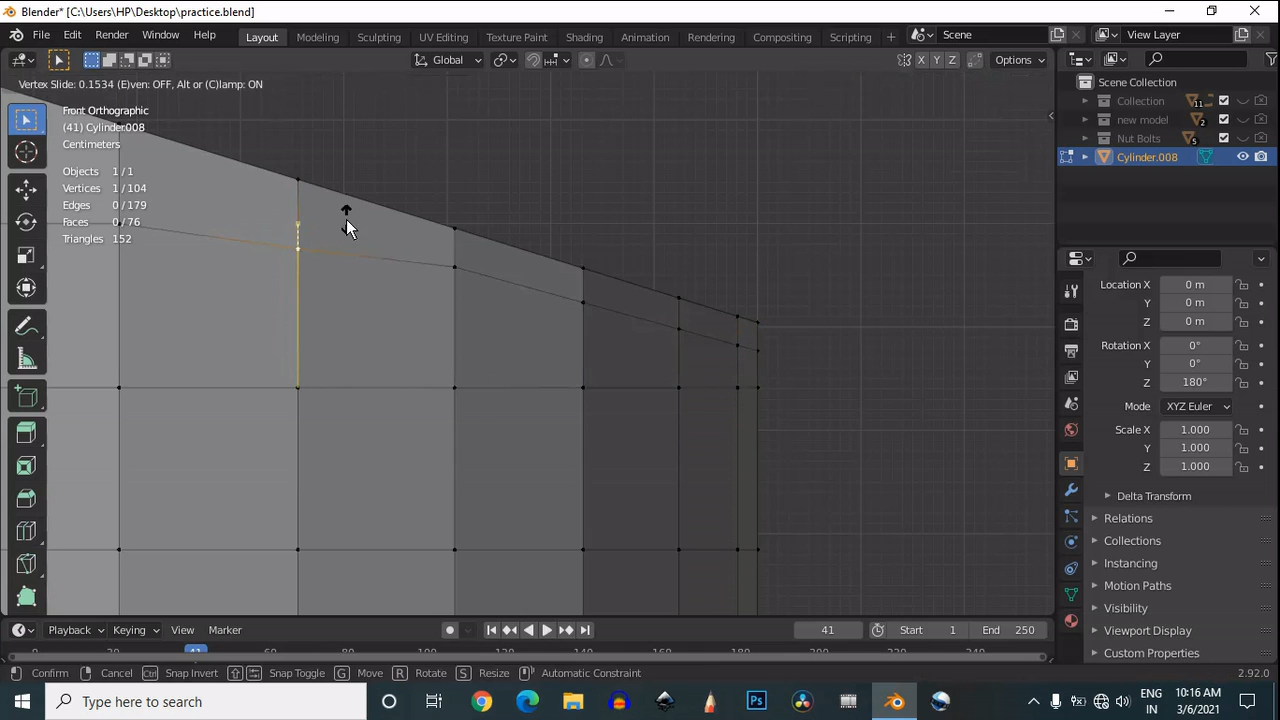 Blender* [C:\Users\HP\Desktop\practice.blend]
File Edit Render Window Help Layout Modeling Sculpting UV Editing Texture Paint Shading Animation Rendering Compositing Scripting + Scene View Layer
Global X Y Z Options
Vertex Slide: 0.1534 (E)ven: OFF, Alt or (C)lamp: ON
Front Orthographic
(41) Cylinder.008
Centimeters
Objects 1 / 1
Vertices 1 / 104
Edges 0 / 179
Faces 0 / 76
Triangles 152
Scene Collection
Collection 11
new model 2
Nut Bolts 5
Cylinder.008
Location X 0 m
Y 0 m
Z 0 m
Rotation X 0°
Y 0°
Z 180°
Mode XYZ Euler
Scale X 1.000
Y 1.000
Z 1.000
Delta Transform
Relations
Collections
Instancing
Motion Paths
Visibility
Viewport Display
Custom Properties
Playback Keying View Marker 41 Start 1 End 250
Confirm Cancel Ctrl Snap Invert Snap Toggle G Move R Rotate S Resize Automatic Constraint 2.92.0
Type here to search
ENG
IN
10:16 AM
3/6/2021